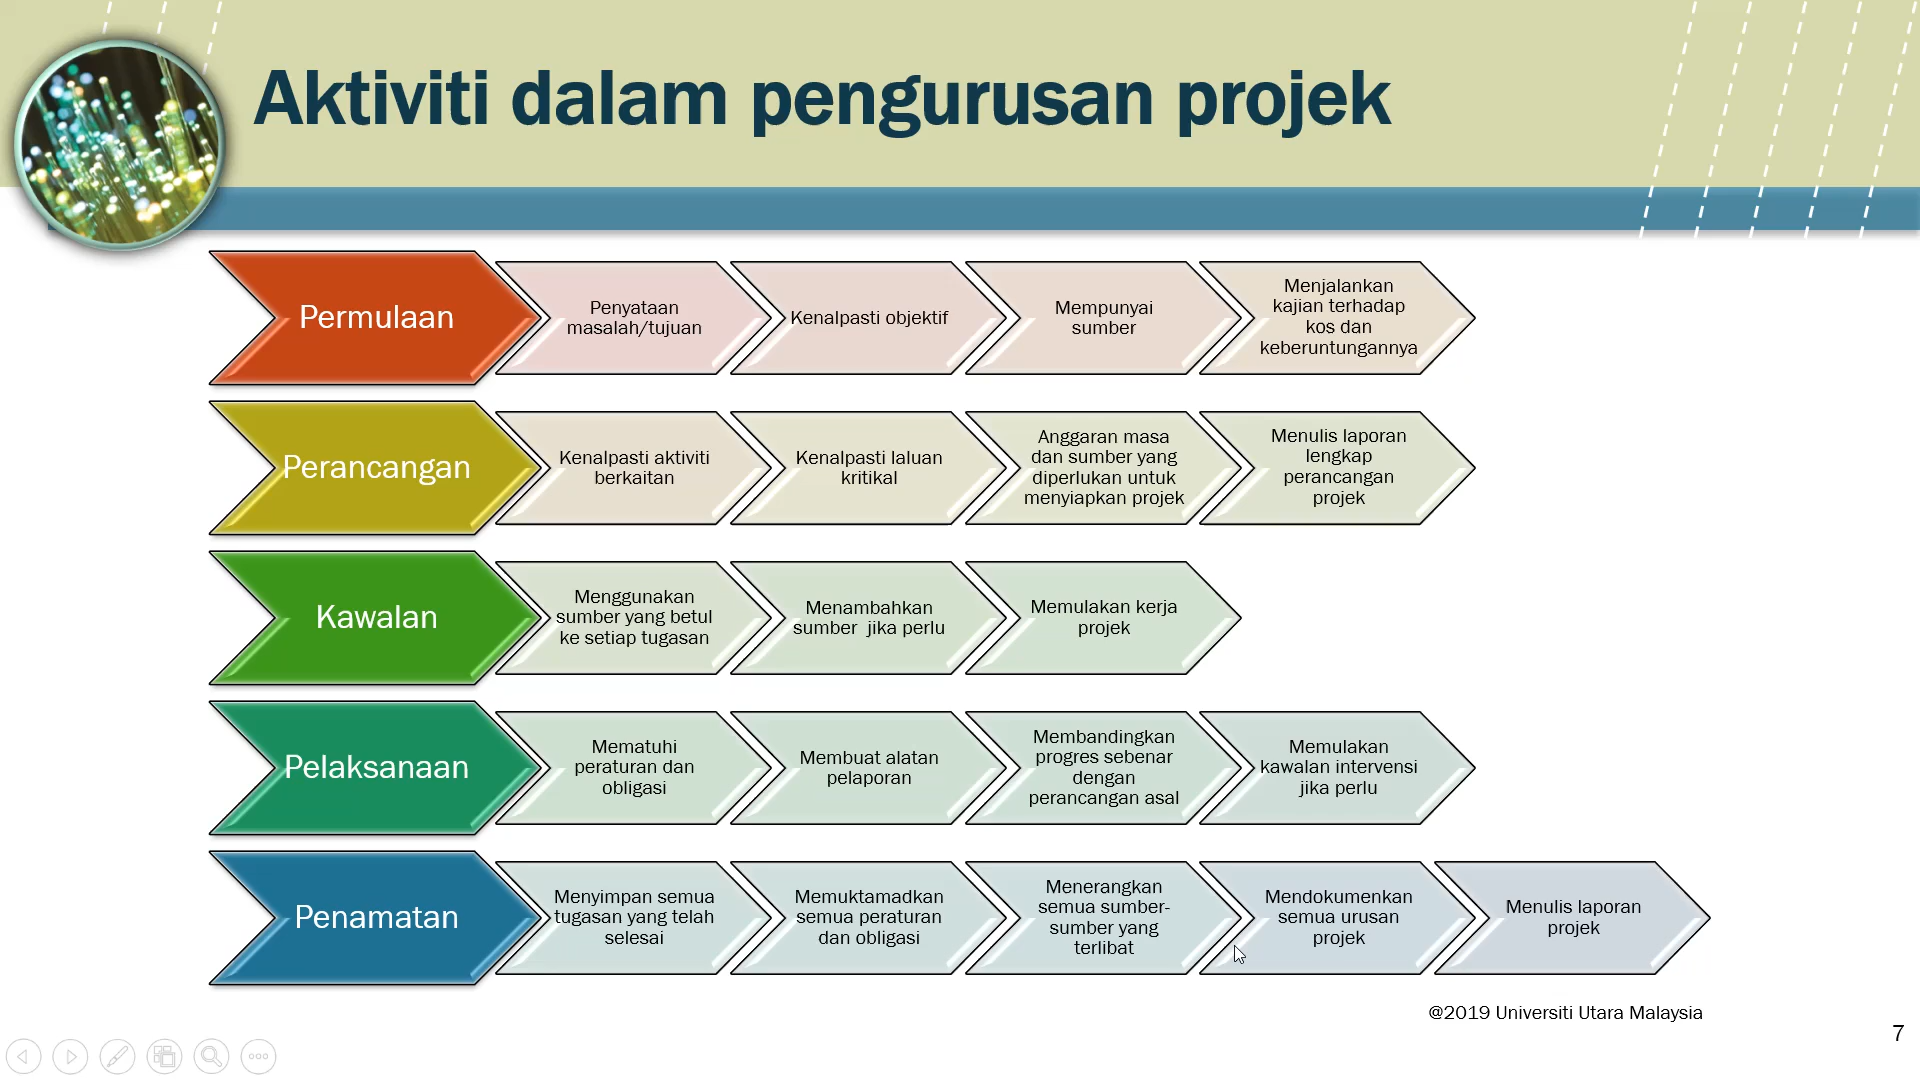 Aktiviti dalam pengurusan projek
Permulaan
Penyataan
masalah/tujuan
Kenalpasti objektif
Mempunyai
sumber
Menjalankan
kajian terhadap
kos dan
keberuntungannya
Perancangan
Kenalpasti aktiviti
berkaitan
Kenalpasti laluan
kritikal
Anggaran masa
dan sumber yang
diperlukan untuk
menyiapkan projek
Menulis laporan
lengkap
perancangan
projek
Kawalan
Menggunakan
sumber yang betul
ke setiap tugasan
Menambahkan
sumber jika perlu
Memulakan kerja
projek
Pelaksanaan
Mematuhi
peraturan dan
obligasi
Membuat alatan
pelaporan
Membandingkan
progres sebenar
dengan
perancangan asal
Memulakan
kawalan intervensi
jika perlu
Penamatan
Menyimpan semua
tugasan yang telah
selesai
Memuktamadkan
semua peraturan
dan obligasi
Menerangkan
semua sumber-
sumber yang
terlibat
Mendokumenkan
semua urusan
projek
Menulis laporan
projek
@2019 Universiti Utara Malaysia
7